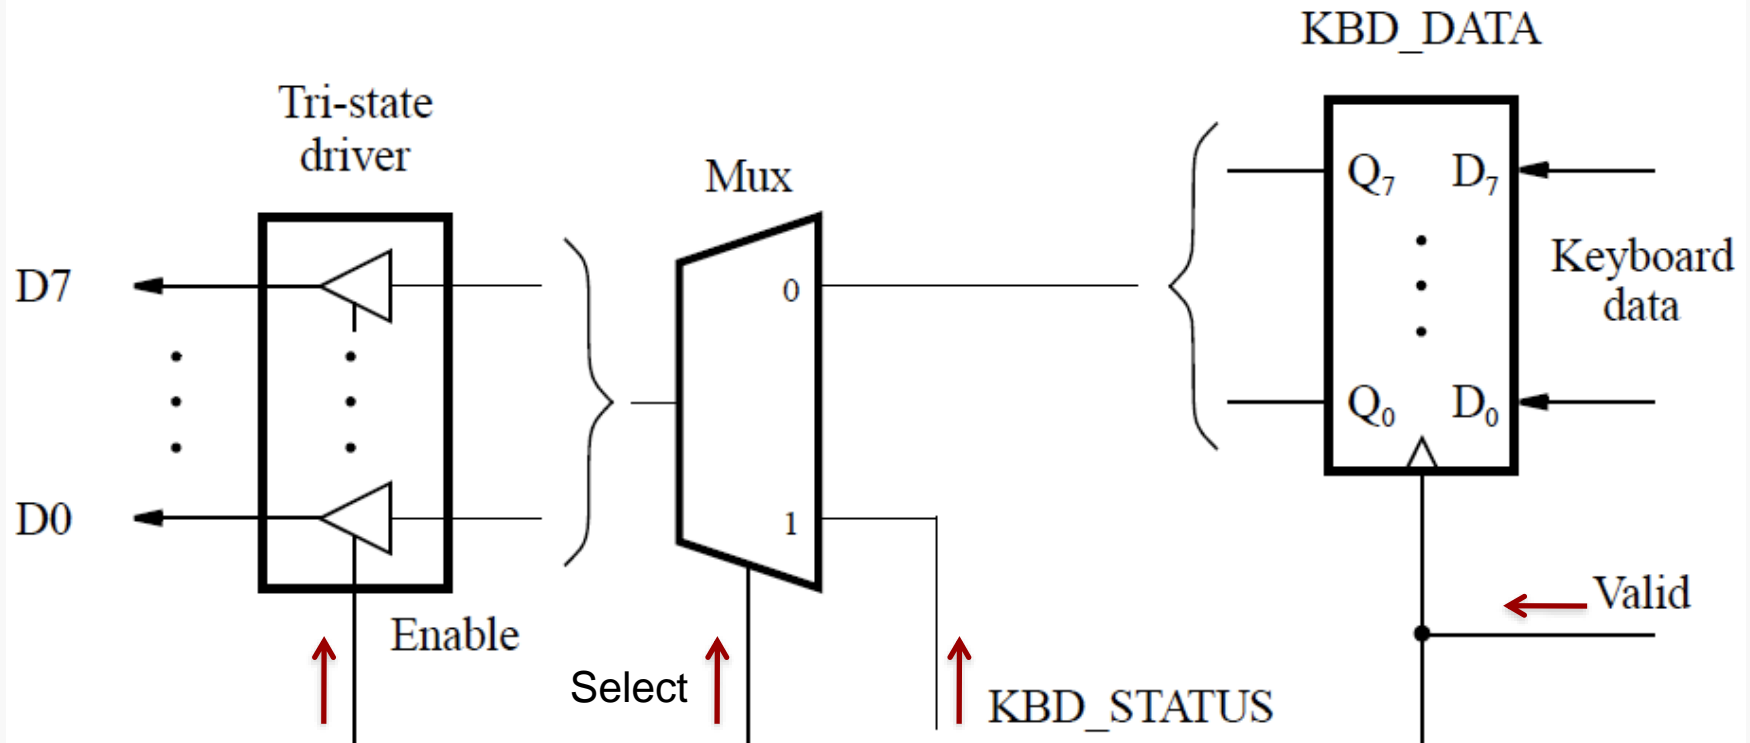 KBD_DATA
Tri-state
driver
Mux
Q7
D7
D7
0
Keyboard
data
Q0
D0
D0
1
Valid
Enable
Select
KBD_STATUS